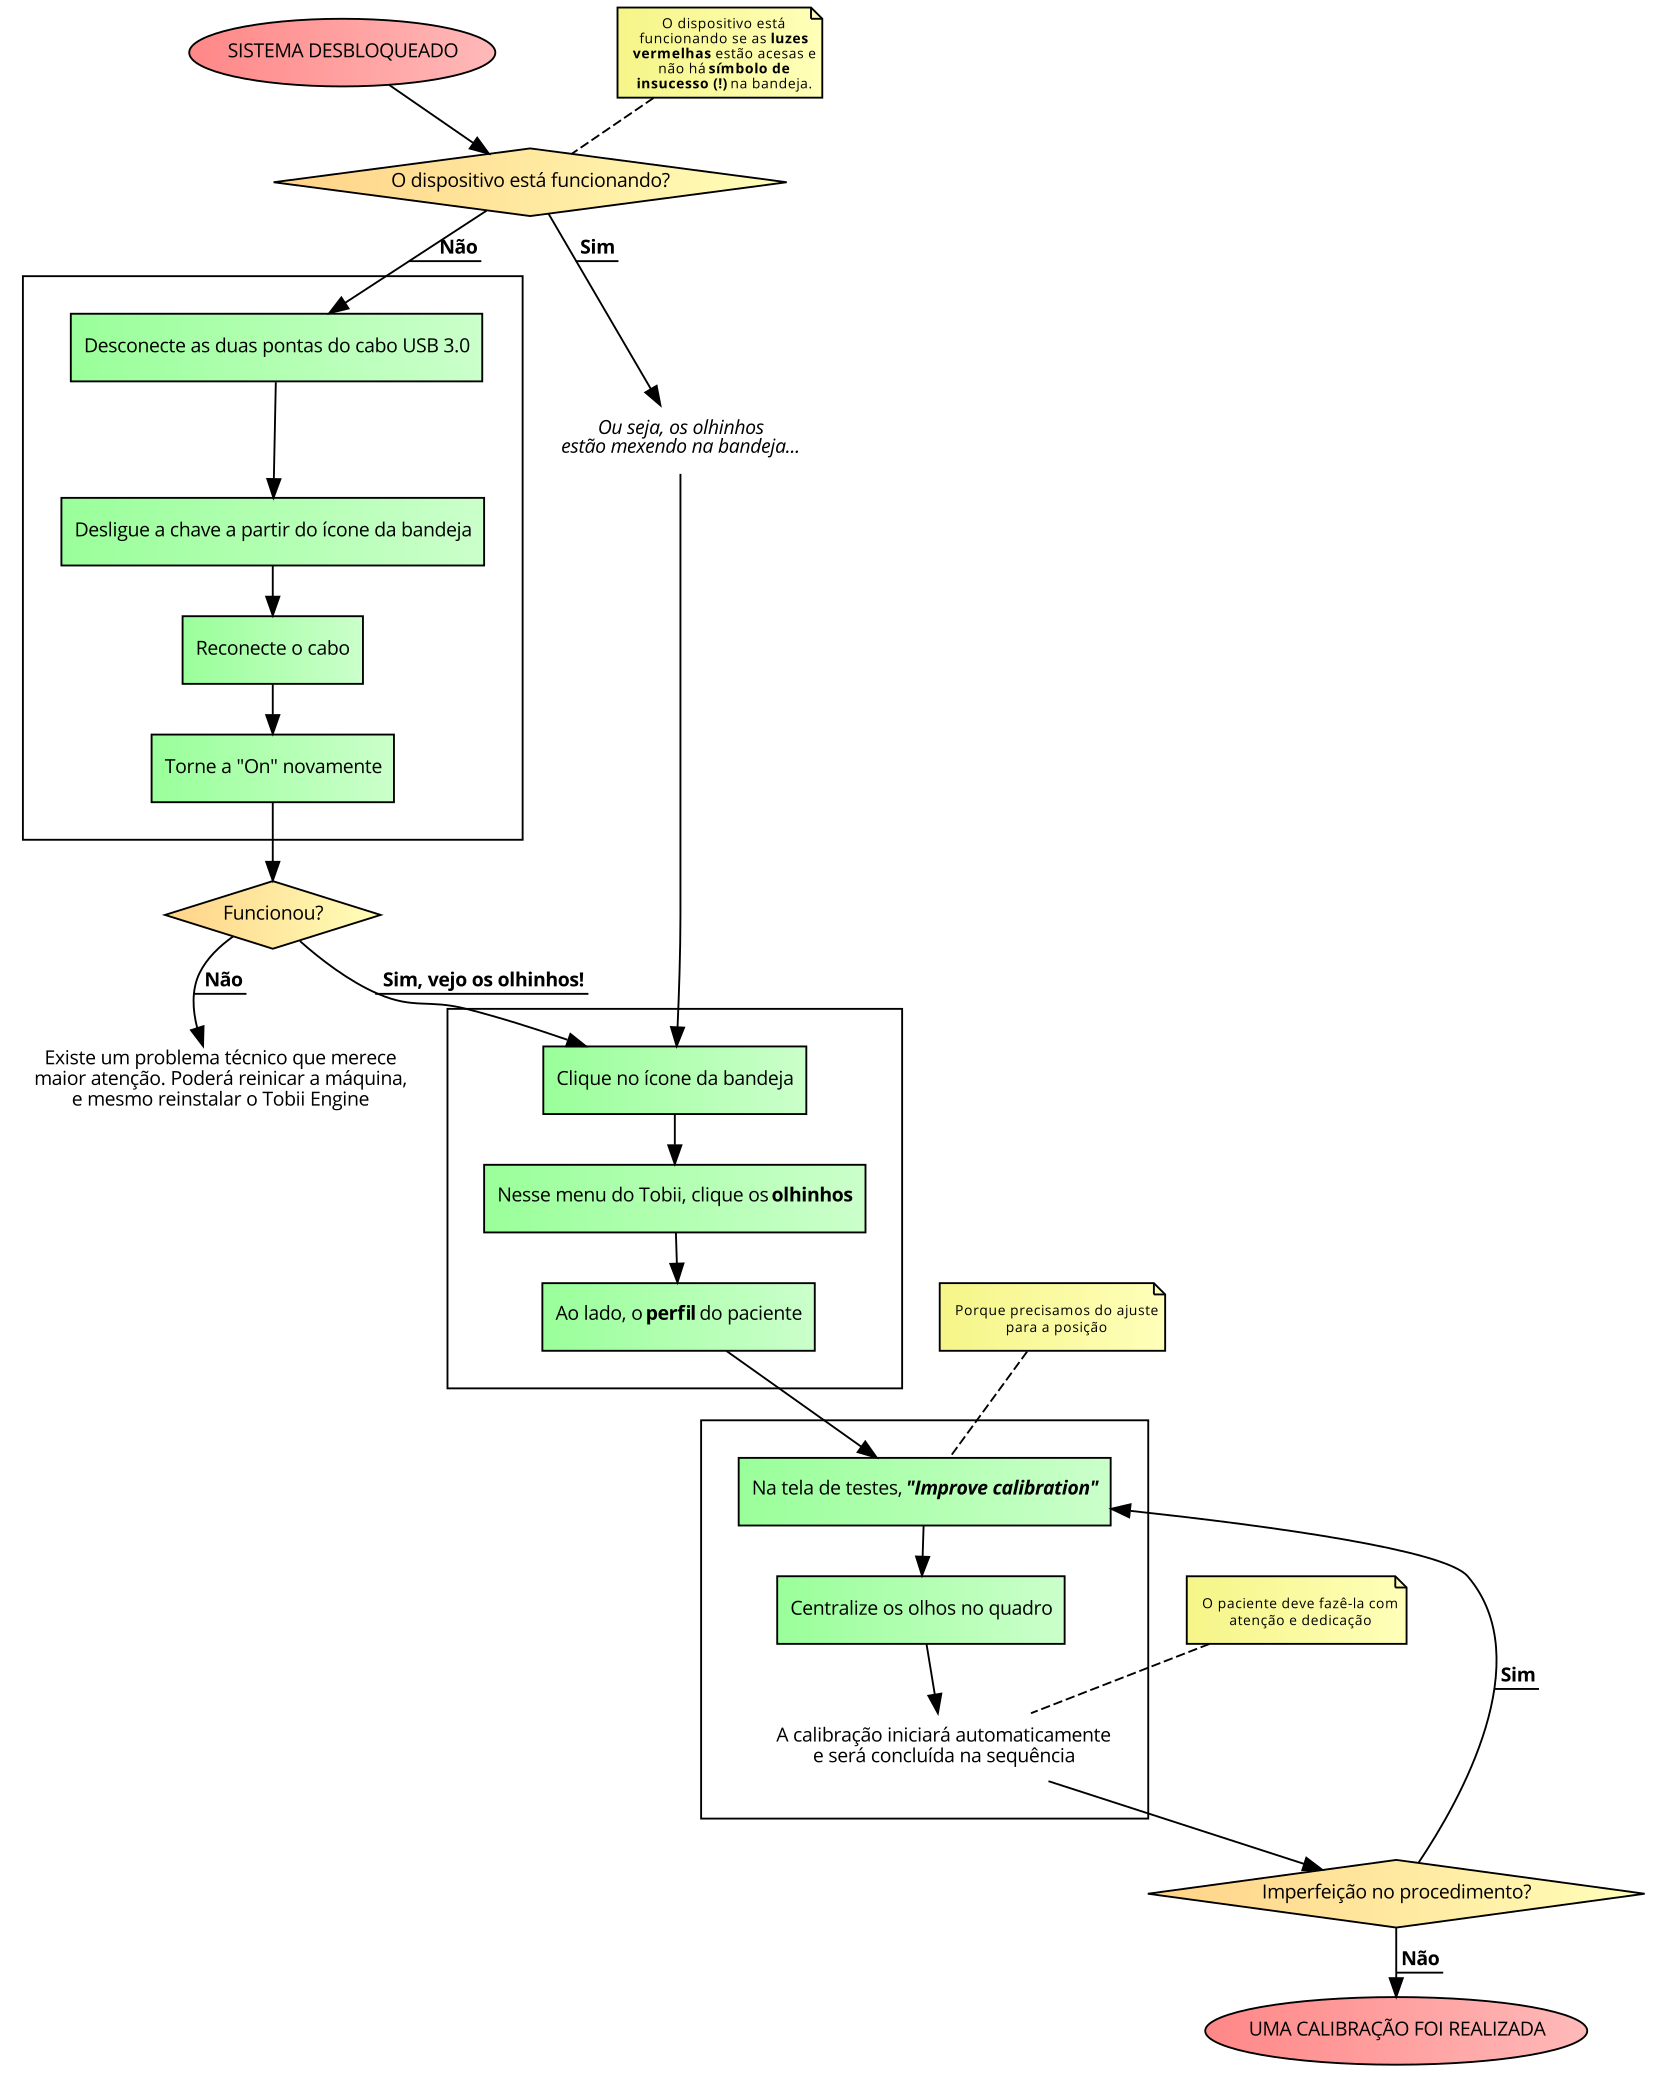 SISTEMA DESBLOQUEADO
O dispositivo está
funcionando se as luzes
vermelhas estão acesas e
não há símbolo de
insucesso (!) na bandeja.
O dispositivo está funcionando?
Não
Sim
Desconecte as duas pontas do cabo USB 3.0
Ou seja, os olhinhos
estão mexendo na bandeja...
Desligue a chave a partir do ícone da bandeja
Reconecte o cabo
Torne a "On" novamente
Funcionou?
Não
Sim, vejo os olhinhos!
Existe um problema técnico que merece
maior atenção. Poderá reinicar a máquina,
e mesmo reinstalar o Tobii Engine
Clique no ícone da bandeja
Nesse menu do Tobii, clique os olhinhos
Ao lado, o perfil do paciente
Porque precisamos do ajuste
para a posição
Na tela de testes, "Improve calibration"
Centralize os olhos no quadro
O paciente deve fazê-la com
atenção e dedicação
Sim
A calibração iniciará automaticamente
e será concluída na sequência
Imperfeição no procedimento?
Não
UMA CALIBRAÇÃO FOI REALIZADA